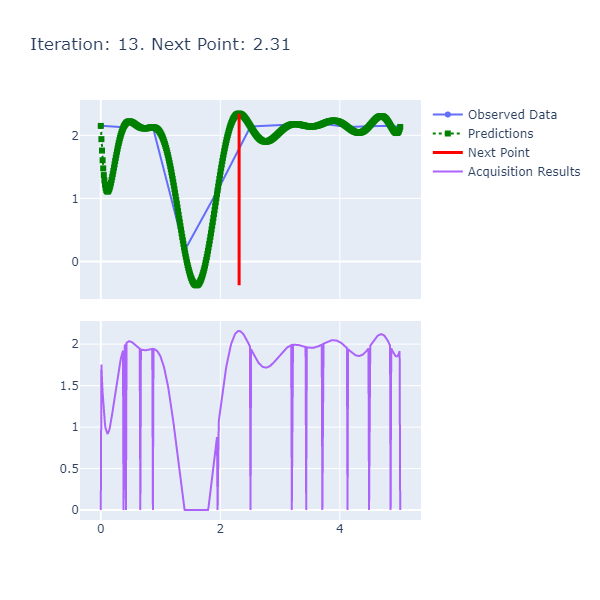 Iteration: 13. Next Point: 2.31
2
1
0
Observed Data
Predictions
Next Point
Acquisition Results
2
1.5
1
0.5
0
0
2
4